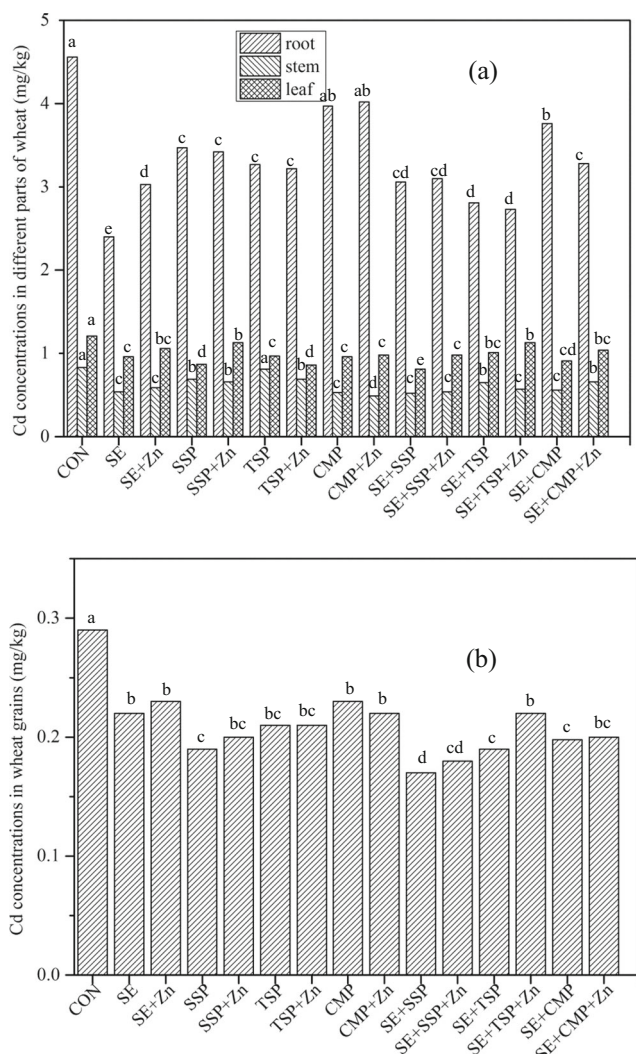 Cd concentrations in different parts of wheat (mg/kg)
5
4
3
2
1
0
root
stem
leaf
(a)
a a a
e c c
d c bc
c b d
c b b
c a c
c b d
ab c c
ab d c
cd c e
cd c c
d b bc
d c b
b c cd
c b bc
CON
SE
SE+Zn
SSP
SSP+Zn
TSP
TSP+Zn
CMP
CMP+Zn
SE+SSP
SE+SSP+Zn
SE+TSP
SE+TSP+Zn
SE+CMP
SE+CMP+Zn
Cd concentrations in wheat grains (mg/kg)
0.3
0.2
0.1
0.0
(b)
a
b
b
c
bc
bc
bc
b
b
d
cd
c
b
c
bc
CON
SE
SE+Zn
SSP
SSP+Zn
TSP
TSP+Zn
CMP
CMP+Zn
SE+SSP
SE+SSP+Zn
SE+TSP
SE+TSP+Zn
SE+CMP
SE+CMP+Zn